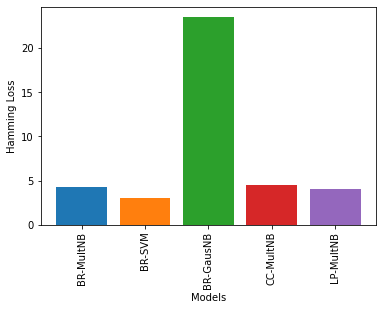 Hamming Loss
20
15
10
5
0
BR-MultNB
BR-SVM
BR-GausNB
CC-MultNB
LP-MultNB
Models